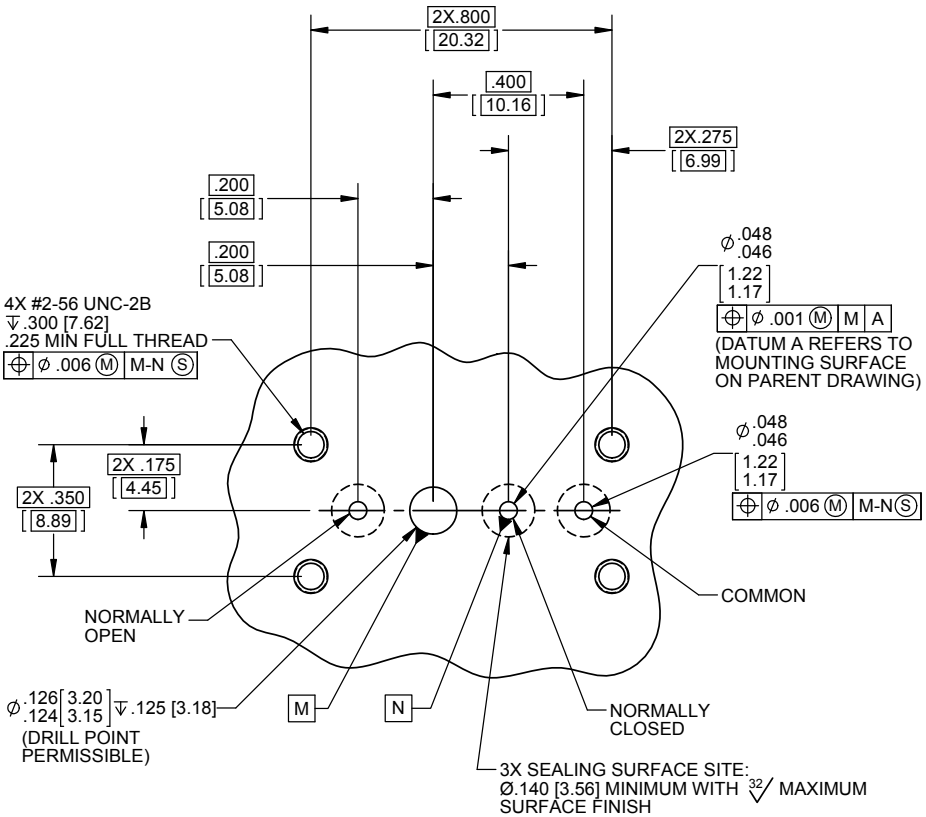 2X.800
[20.32]
.400
[10.16]
2X.275
[6.99]
.200
[5.08]
.200
[5.08]
⌀.048
.046
[1.22
1.17]
⌖ ⌀ .001 Ⓜ M A
(DATUM A REFERS TO
MOUNTING SURFACE
ON PARENT DRAWING)
4X #2-56 UNC-2B
↧.300 [7.62]
.225 MIN FULL THREAD
⌖ ⌀ .006 Ⓜ M-N Ⓢ
2X .175
[4.45]
2X .350
[8.89]
⌀.048
.046
[1.22
1.17]
⌖ ⌀ .006 Ⓜ M-N Ⓢ
COMMON
NORMALLY
OPEN
⌀.126[3.20 ↧.125 [3.18]
.124 3.15]
(DRILL POINT
PERMISSIBLE)
M
N
NORMALLY
CLOSED
3X SEALING SURFACE SITE:
Ø.140 [3.56] MINIMUM WITH 32 MAXIMUM
SURFACE FINISH